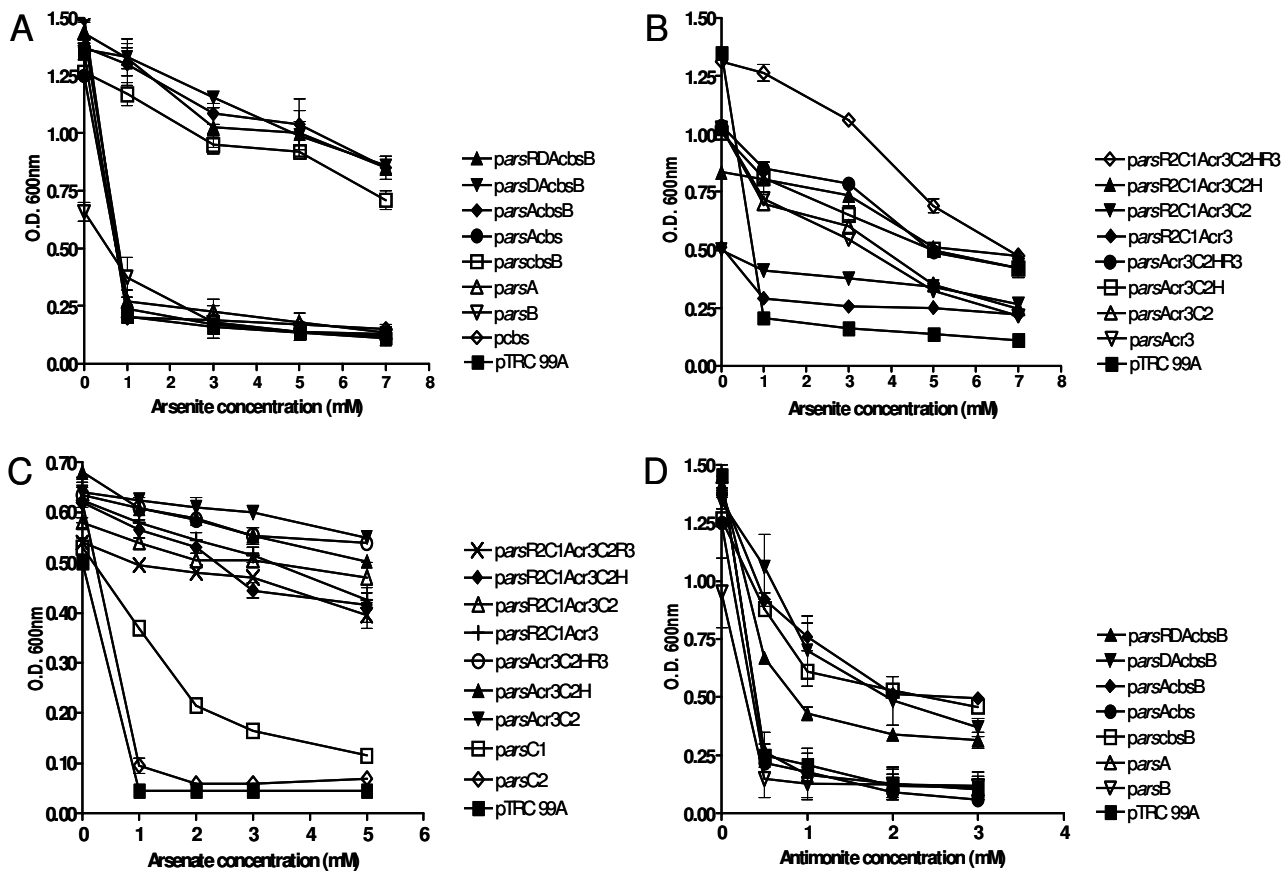 A
O.D. 600nm
1.50
1.25
1.00
0.75
0.50
0.25
0.00
0 1 2 3 4 5 6 7 8
Arsenite concentration (mM)
parsRDAcbsB
parsDAcbsB
parsAcbsB
parsAcbs
parscbsB
parsA
parsB
pcbs
pTRC 99A
B
O.D. 600nm
1.50
1.25
1.00
0.75
0.50
0.25
0.00
0 1 2 3 4 5 6 7 8
Arsenite concentration (mM)
parsR2C1Acr3C2HR3
parsR2C1Acr3C2H
parsR2C1Acr3C2
parsR2C1Acr3
parsAcr3C2HR3
parsAcr3C2H
parsAcr3C2
parsAcr3
pTRC 99A
C
O.D. 600nm
0.70
0.60
0.50
0.40
0.30
0.20
0.10
0.00
0 1 2 3 4 5 6
Arsenate concentration (mM)
parsR2C1Acr3C2R3
parsR2C1Acr3C2H
parsR2C1Acr3C2
parsR2C1Acr3
parsAcr3C2HR3
parsAcr3C2H
parsAcr3C2
parsC1
parsC2
pTRC 99A
D
O.D. 600nm
1.50
1.25
1.00
0.75
0.50
0.25
0.00
0 1 2 3 4
Antimonite concentration (mM)
parsRDAcbsB
parsDAcbsB
parsAcbsB
parsAcbs
parscbsB
parsA
parsB
pTRC 99A